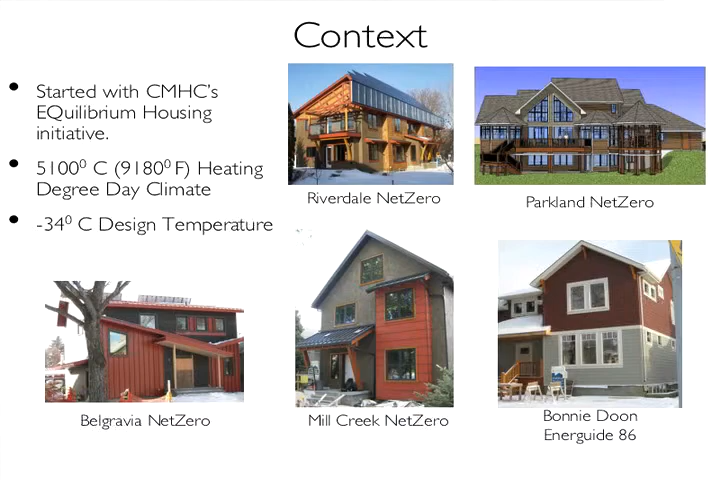 Context
• Started with CMHC's
EQuilibrium Housing
initiative.
• 5100⁰ C (9180⁰ F) Heating
Degree Day Climate
• -34⁰ C Design Temperature
Riverdale NetZero
Parkland NetZero
Belgravia NetZero
Mill Creek NetZero
Bonnie Doon
Energuide 86